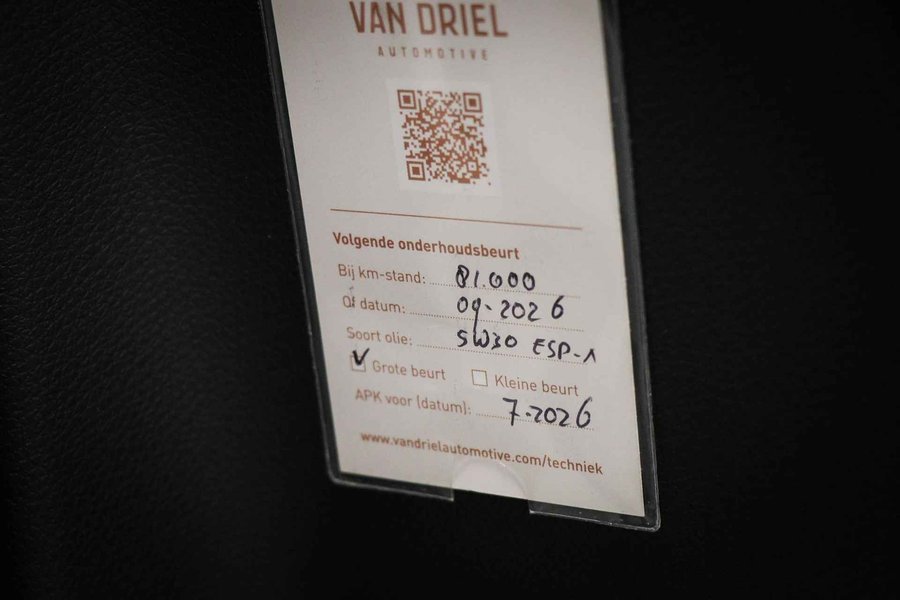 VAN DRIEL
AUTOMOTIVE
Volgende onderhoudsbeurt
Bij km-stand: 81.000
Of datum: 09-2026
Soort olie: 5W30 ESP-1
Grote beurt Kleine beurt
APK voor (datum): 7-2026
www.vandrielautomotive.com/techniek